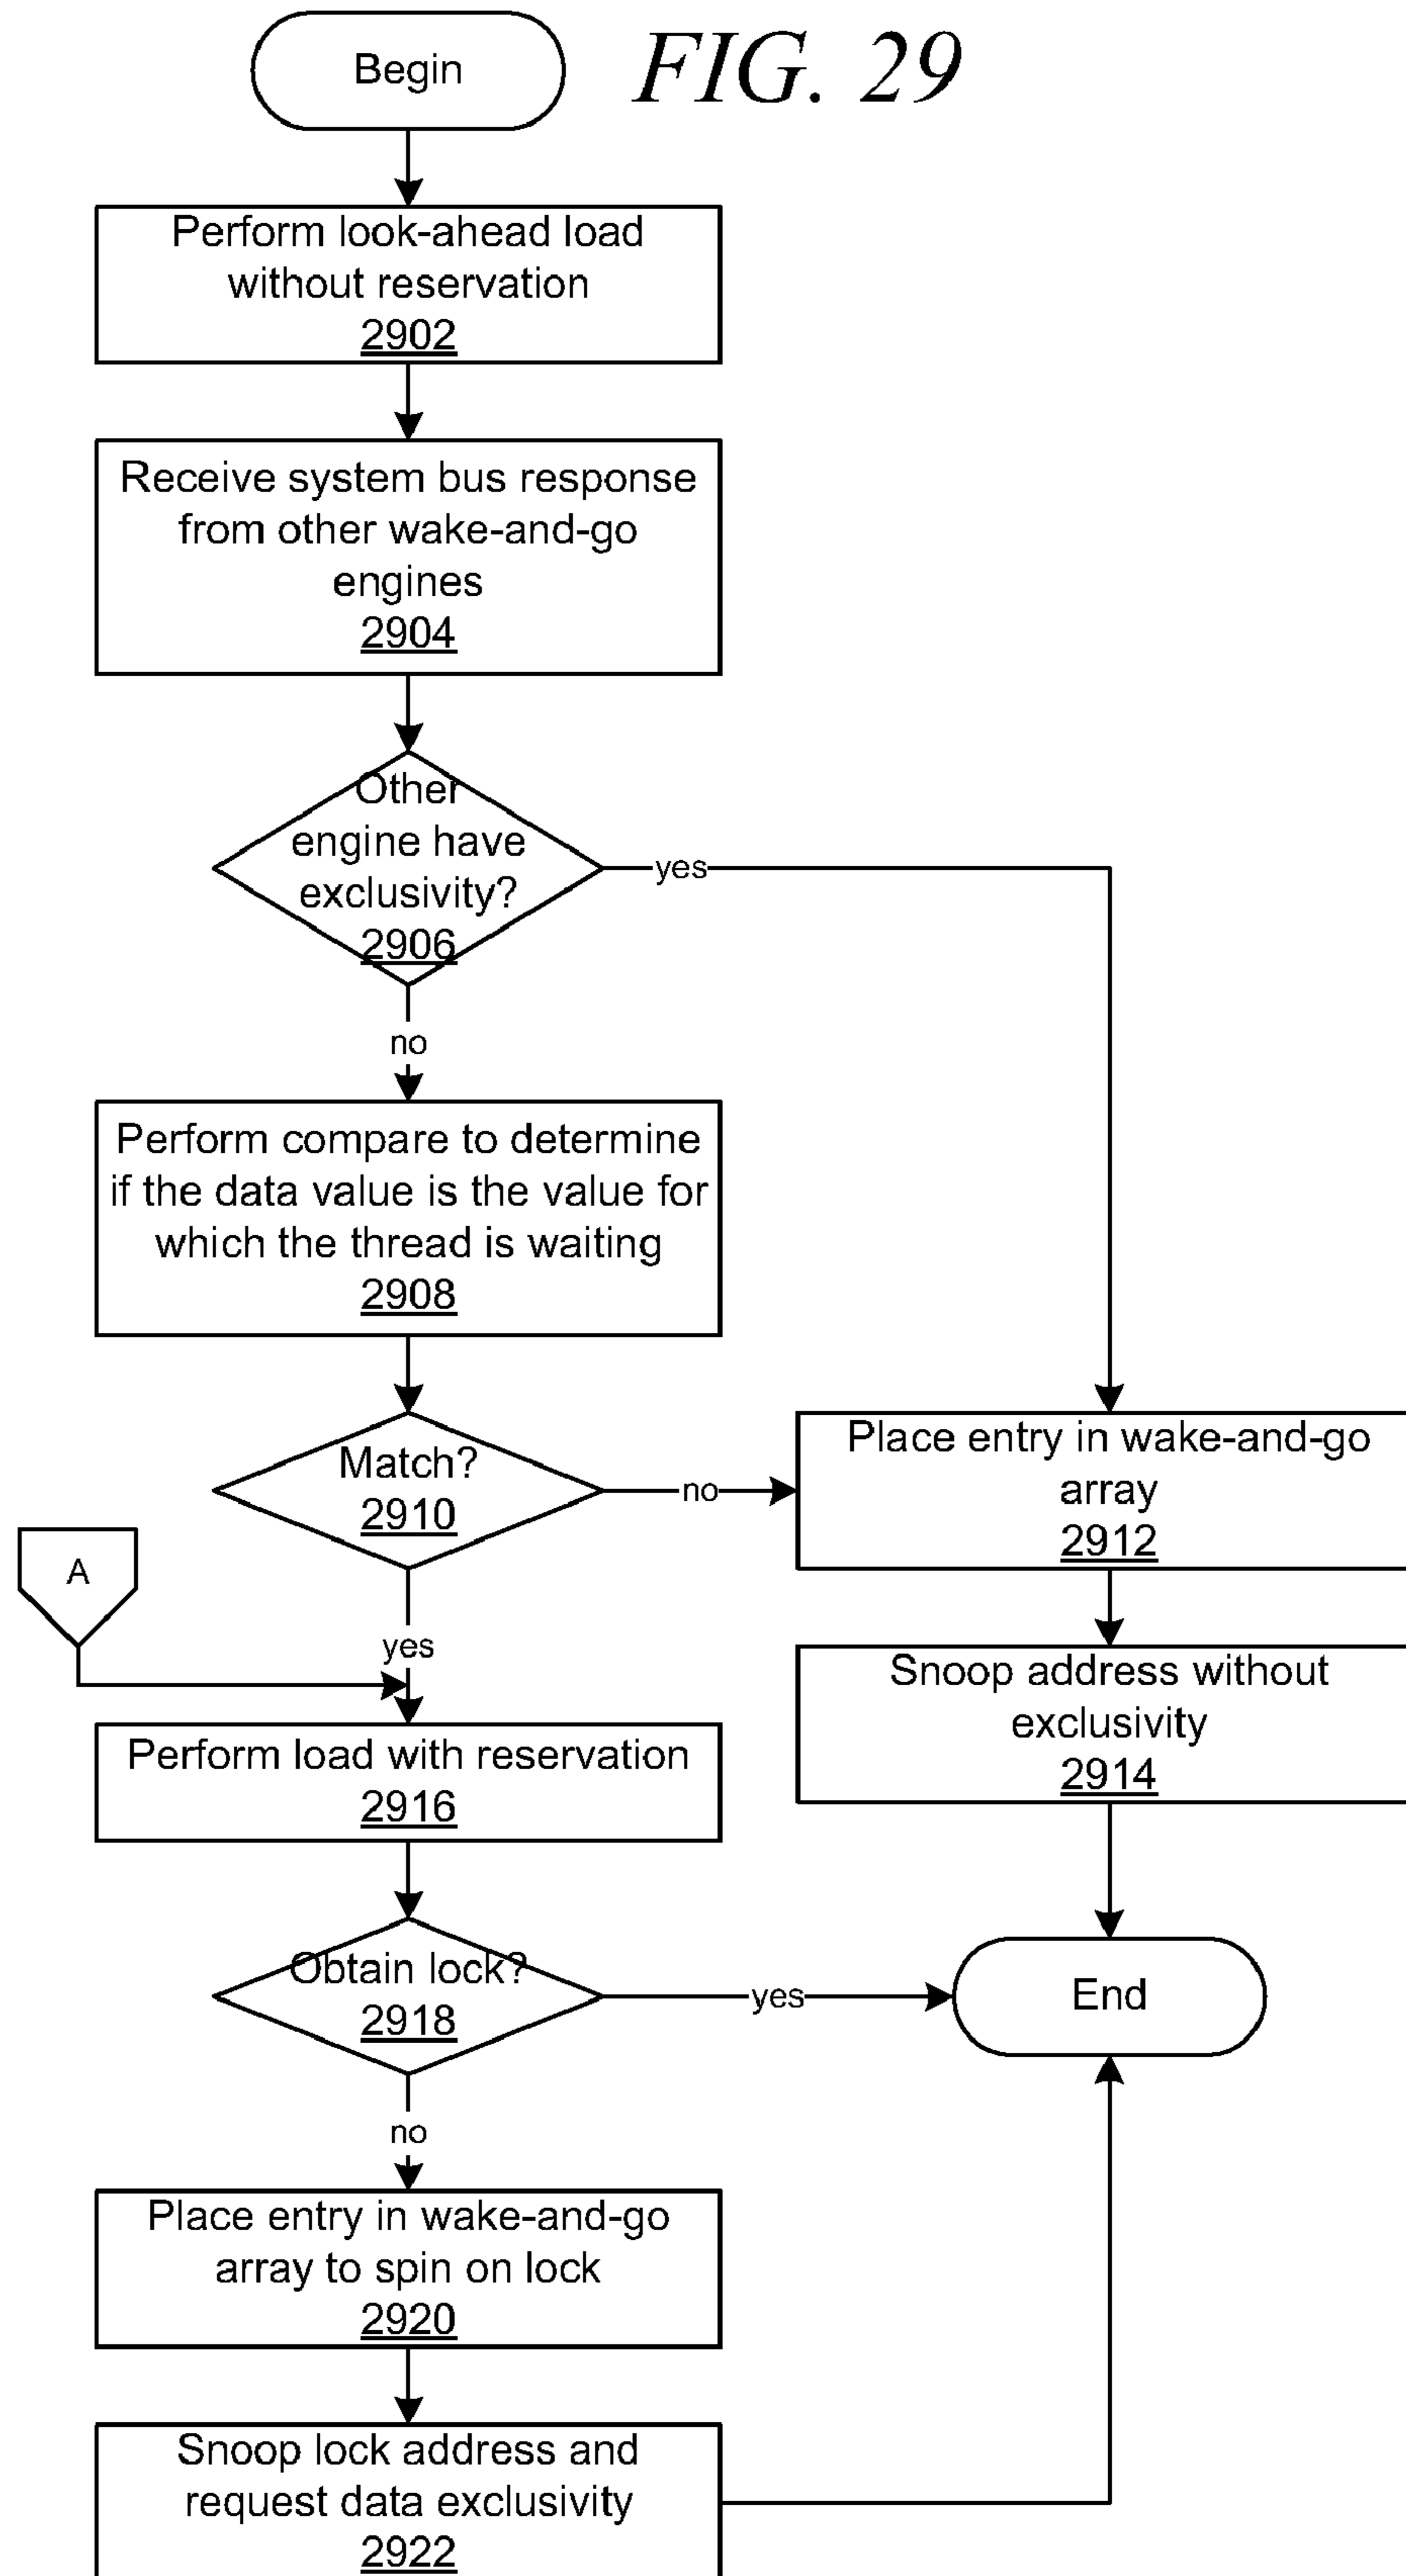 Begin
FIG. 29
Perform look-ahead load
without reservation
2902
Receive system bus response
from other wake-and-go
engines
2904
Other
engine have
exclusivity?
2906
yes
no
Perform compare to determine
if the data value is the value for
which the thread is waiting
2908
Match?
2910
no
Place entry in wake-and-go
array
2912
A
yes
Snoop address without
exclusivity
2914
Perform load with reservation
2916
Obtain lock?
2918
yes
End
no
Place entry in wake-and-go
array to spin on lock
2920
Snoop lock address and
request data exclusivity
2922